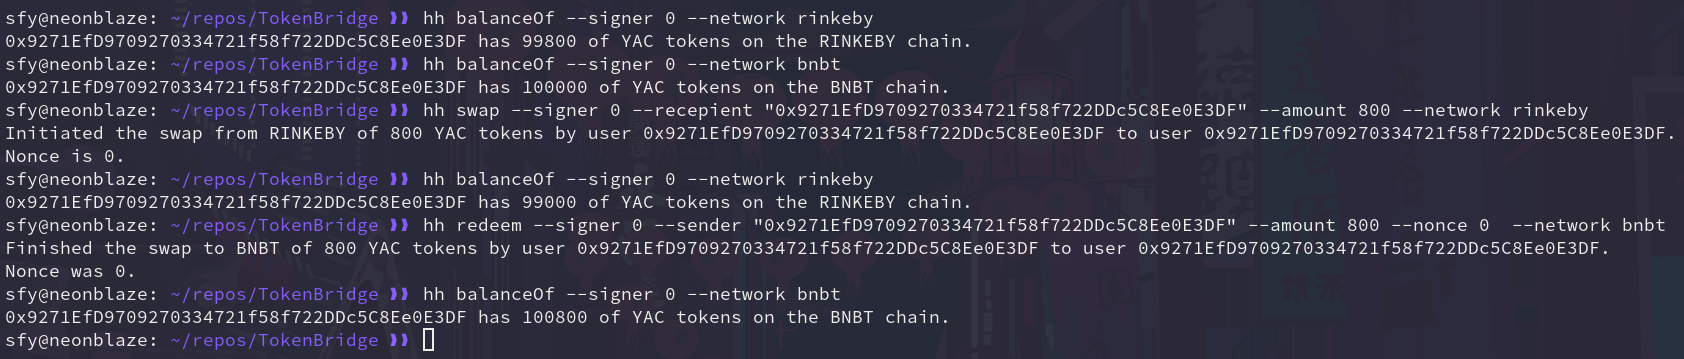 sfy@neonblaze: ~/repos/TokenBridge ❱❱ hh balanceOf --signer 0 --network rinkeby
0x9271EfD9709270334721f58f722DDc5C8Ee0E3DF has 99800 of YAC tokens on the RINKEBY chain.
sfy@neonblaze: ~/repos/TokenBridge ❱❱ hh balanceOf --signer 0 --network bnbt
0x9271EfD9709270334721f58f722DDc5C8Ee0E3DF has 100000 of YAC tokens on the BNBT chain.
sfy@neonblaze: ~/repos/TokenBridge ❱❱ hh swap --signer 0 --recepient "0x9271EfD9709270334721f58f722DDc5C8Ee0E3DF" --amount 800 --network rinkeby
Initiated the swap from RINKEBY of 800 YAC tokens by user 0x9271EfD9709270334721f58f722DDc5C8Ee0E3DF to user 0x9271EfD9709270334721f58f722DDc5C8Ee0E3DF.
Nonce is 0.
sfy@neonblaze: ~/repos/TokenBridge ❱❱ hh balanceOf --signer 0 --network rinkeby
0x9271EfD9709270334721f58f722DDc5C8Ee0E3DF has 99000 of YAC tokens on the RINKEBY chain.
sfy@neonblaze: ~/repos/TokenBridge ❱❱ hh redeem --signer 0 --sender "0x9271EfD9709270334721f58f722DDc5C8Ee0E3DF" --amount 800 --nonce 0  --network bnbt
Finished the swap to BNBT of 800 YAC tokens by user 0x9271EfD9709270334721f58f722DDc5C8Ee0E3DF to user 0x9271EfD9709270334721f58f722DDc5C8Ee0E3DF.
Nonce was 0.
sfy@neonblaze: ~/repos/TokenBridge ❱❱ hh balanceOf --signer 0 --network bnbt
0x9271EfD9709270334721f58f722DDc5C8Ee0E3DF has 100800 of YAC tokens on the BNBT chain.
sfy@neonblaze: ~/repos/TokenBridge ❱❱